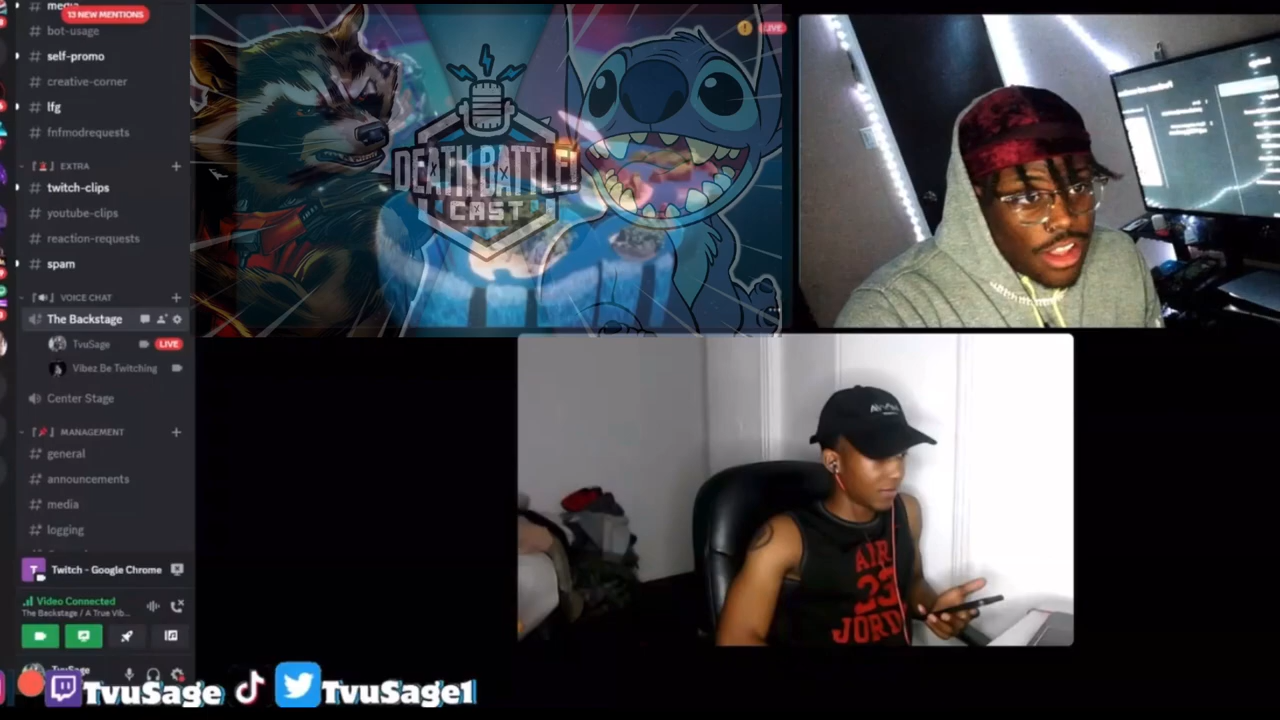 13 NEW MENTIONS
# bot-usage
# self-promo
# creative-corner
# lfg
# fnfmodrequests
EXTRA
# twitch-clips
# youtube-clips
# reaction-requests
# spam
VOICE CHAT
The Backstage
TvuSage
LIVE
Vibez Be Twitching
Center Stage
MANAGEMENT
# general
# announcements
# media
# logging
T Twitch - Google Chrome
Video Connected
The Backstage / A True Vib...
TvuSage
LIVE
DEATH BATTLE!
CAST
AIR
23
JORD
TvuSage
TvuSage1